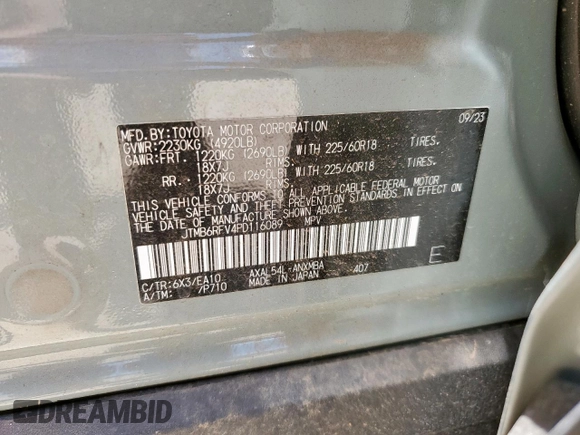 MFD.BY:TOYOTA MOTOR CORPORATION 09/23
GVWR:2230KG (4920LB)
GAWR:FRT. 1220KG (2690LB) WITH 225/60R18 TIRES.
18X7J RIMS.
RR. 1220KG (2690LB) WITH 225/60R18 TIRES.
18X7J RIMS.
THIS VEHICLE CONFORMS TO ALL APPLICABLE FEDERAL MOTOR
VEHICLE SAFETY AND THEFT PREVENTION STANDARDS IN EFFECT ON
THE DATE OF MANUFACTURE SHOWN ABOVE.
JTMB6RFV4PD116089 MPV
C/TR:6X3/EA10 AXAL54L-ANXMBA 407 E
A/TM: -/P710 MADE IN JAPAN
DREAMBID